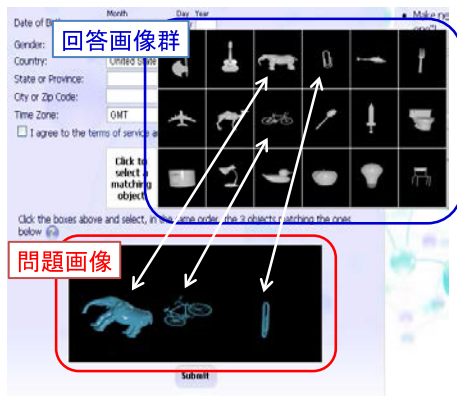 Month Day Year
Date of
Make
回答画像群
Gender:
Country:
United State
State or Province:
City or Zip Code:
Time Zone:
GMT
I agree to the terms of service
Click to
select a
matching
object
Click the boxes above and select, in the same order, the 3 objects matching the ones
below
問題画像
Submit